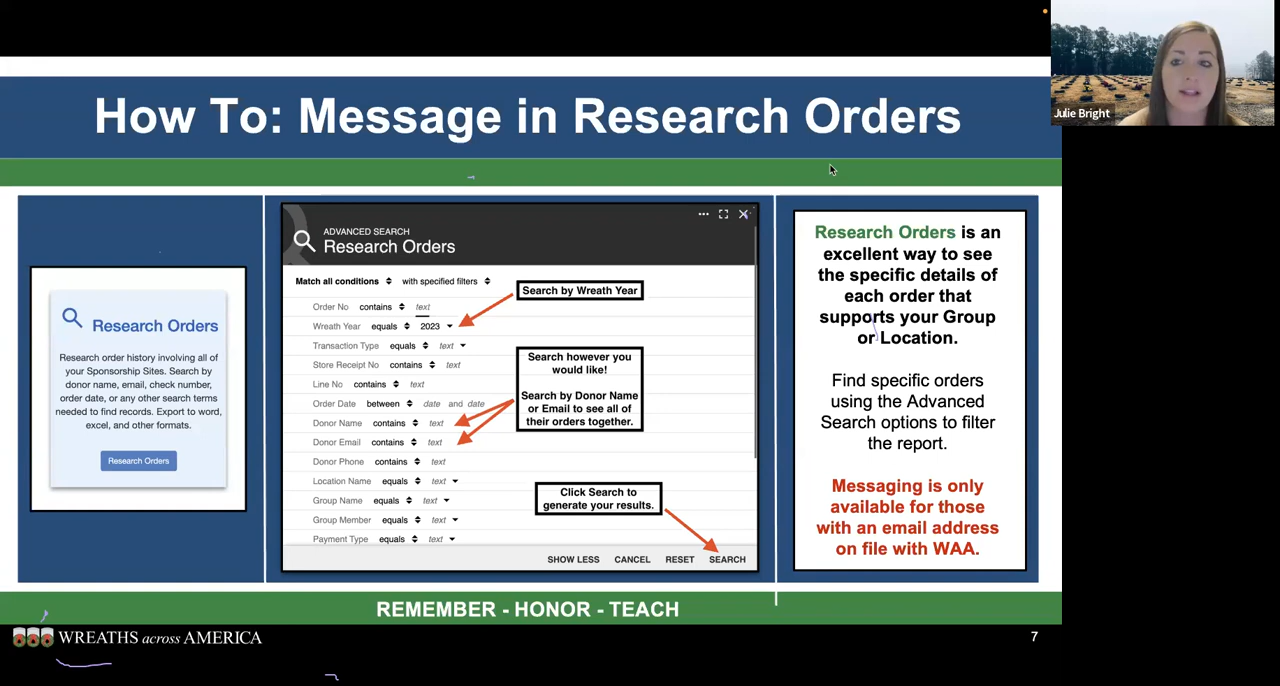 Julie Bright
How To: Message in Research Orders
Research Orders
Research order history involving all of
your Sponsorship Sites. Search by
donor name, email, check number,
order date, or any other search terms
needed to find records. Export to word,
excel, and other formats.
Research Orders
ADVANCED SEARCH
Research Orders
Match all conditions with specified filters
Order No contains text
Wreath Year equals 2023
Transaction Type equals text
Store Receipt No contains text
Line No contains text
Order Date between date and date
Donor Name contains text
Donor Email contains text
Donor Phone contains text
Location Name equals text
Group Name equals text
Group Member equals text
Payment Type equals text
SHOW LESS CANCEL RESET SEARCH
Search by Wreath Year
Search however you
would like!
Search by Donor Name
or Email to see all of
their orders together.
Click Search to
generate your results.
Research Orders is an
excellent way to see
the specific details of
each order that
supports your Group
or Location.
Find specific orders
using the Advanced
Search options to filter
the report.
Messaging is only
available for those
with an email address
on file with WAA.
REMEMBER - HONOR - TEACH
WREATHS across AMERICA
7